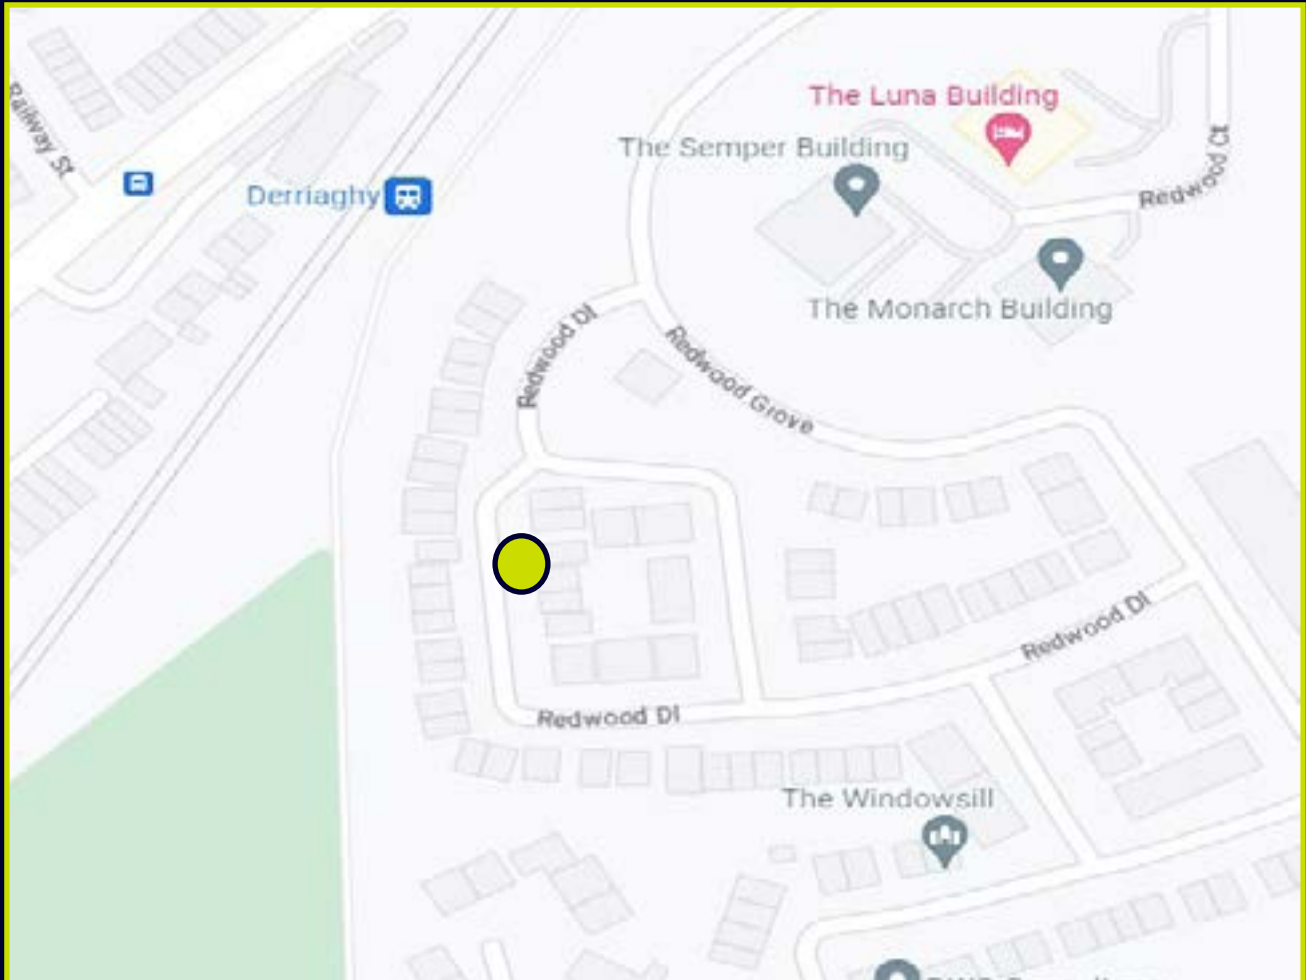 The Luna Building
Railway St
The Semper Building
Redwood Ct
Derriaghy
The Monarch Building
Redwood Dl
Redwood Grove
Redwood Dl
Redwood Dl
The Windowsill